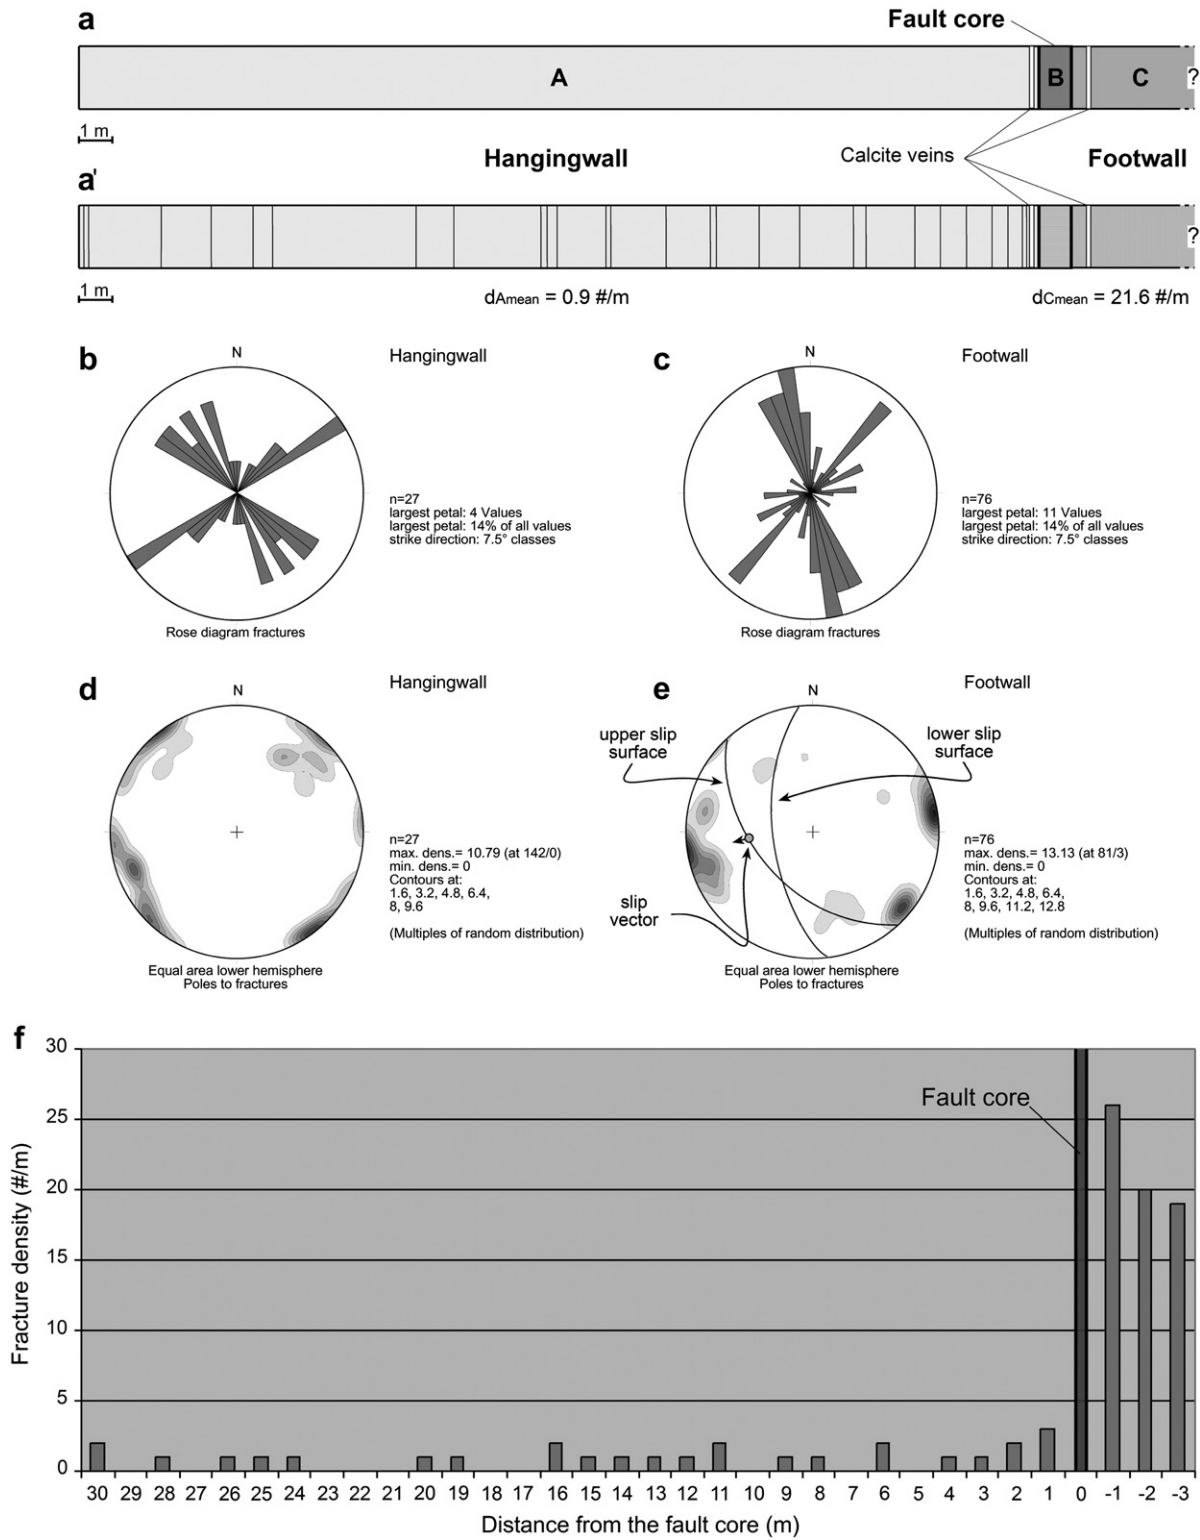 a
Fault core
A
B
C
?
1 m
Calcite veins
Hangingwall
Footwall
a'
?
1 m
dAmean = 0.9 #/m
dCmean = 21.6 #/m
b
N
Hangingwall
n=27
largest petal: 4 Values
largest petal: 14% of all values
strike direction: 7.5° classes
Rose diagram fractures
c
N
Footwall
n=76
largest petal: 11 Values
largest petal: 14% of all values
strike direction: 7.5° classes
Rose diagram fractures
d
N
Hangingwall
n=27
max. dens.= 10.79 (at 142/0)
min. dens.= 0
Contours at:
1.6, 3.2, 4.8, 6.4,
8, 9.6
(Multiples of random distribution)
Equal area lower hemisphere
Poles to fractures
e
N
Footwall
upper slip
surface
lower slip
surface
slip
vector
n=76
max. dens.= 13.13 (at 81/3)
min. dens.= 0
Contours at:
1.6, 3.2, 4.8, 6.4,
8, 9.6, 11.2, 12.8
(Multiples of random distribution)
Equal area lower hemisphere
Poles to fractures
f
Fracture density (#/m)
30
25
20
15
10
5
0
Fault core
30 29 28 27 26 25 24 23 22 21 20 19 18 17 16 15 14 13 12 11 10 9 8 7 6 5 4 3 2 1 0 -1 -2 -3
Distance from the fault core (m)